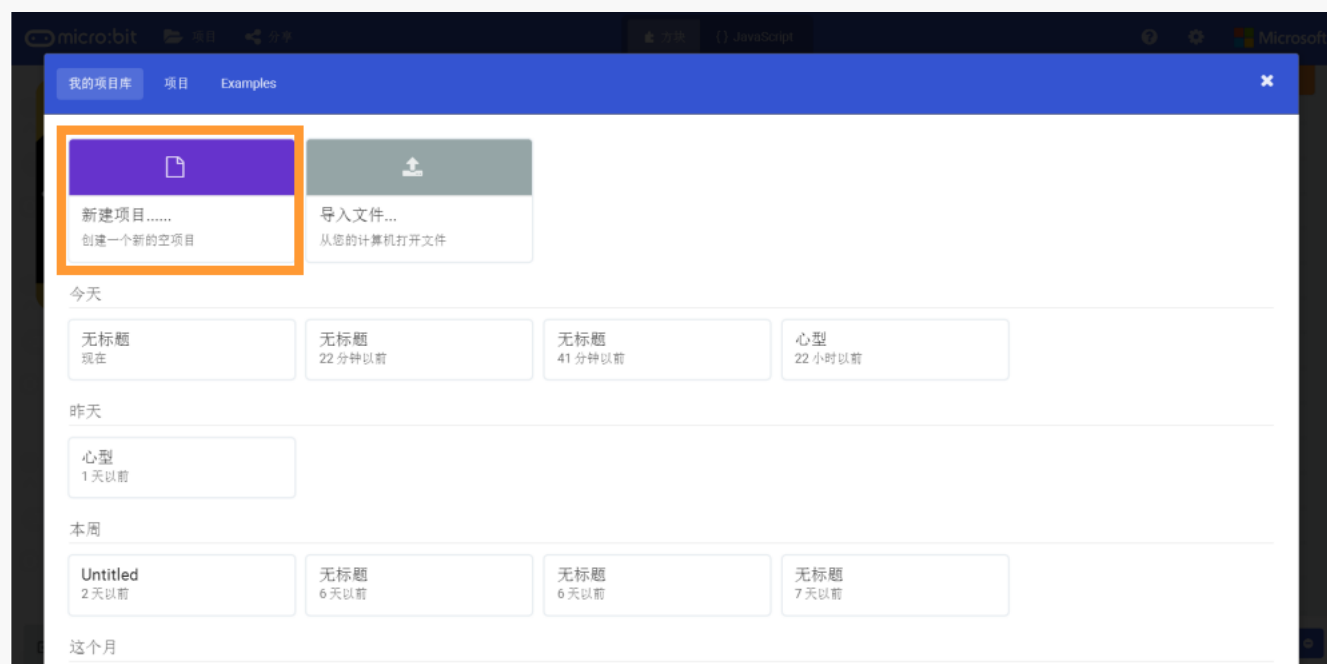 micro:bit 项目 分享 方块 {} JavaScript Microsoft
我的项目库 项目 Examples
新建项目...... 导入文件...
创建一个新的空项目 从您的计算机打开文件
今天
无标题 无标题 无标题 心型
现在 22 分钟以前 41 分钟以前 22 小时以前
昨天
心型
1 天以前
本周
Untitled 无标题 无标题 无标题
2 天以前 6 天以前 6 天以前 7 天以前
这个月